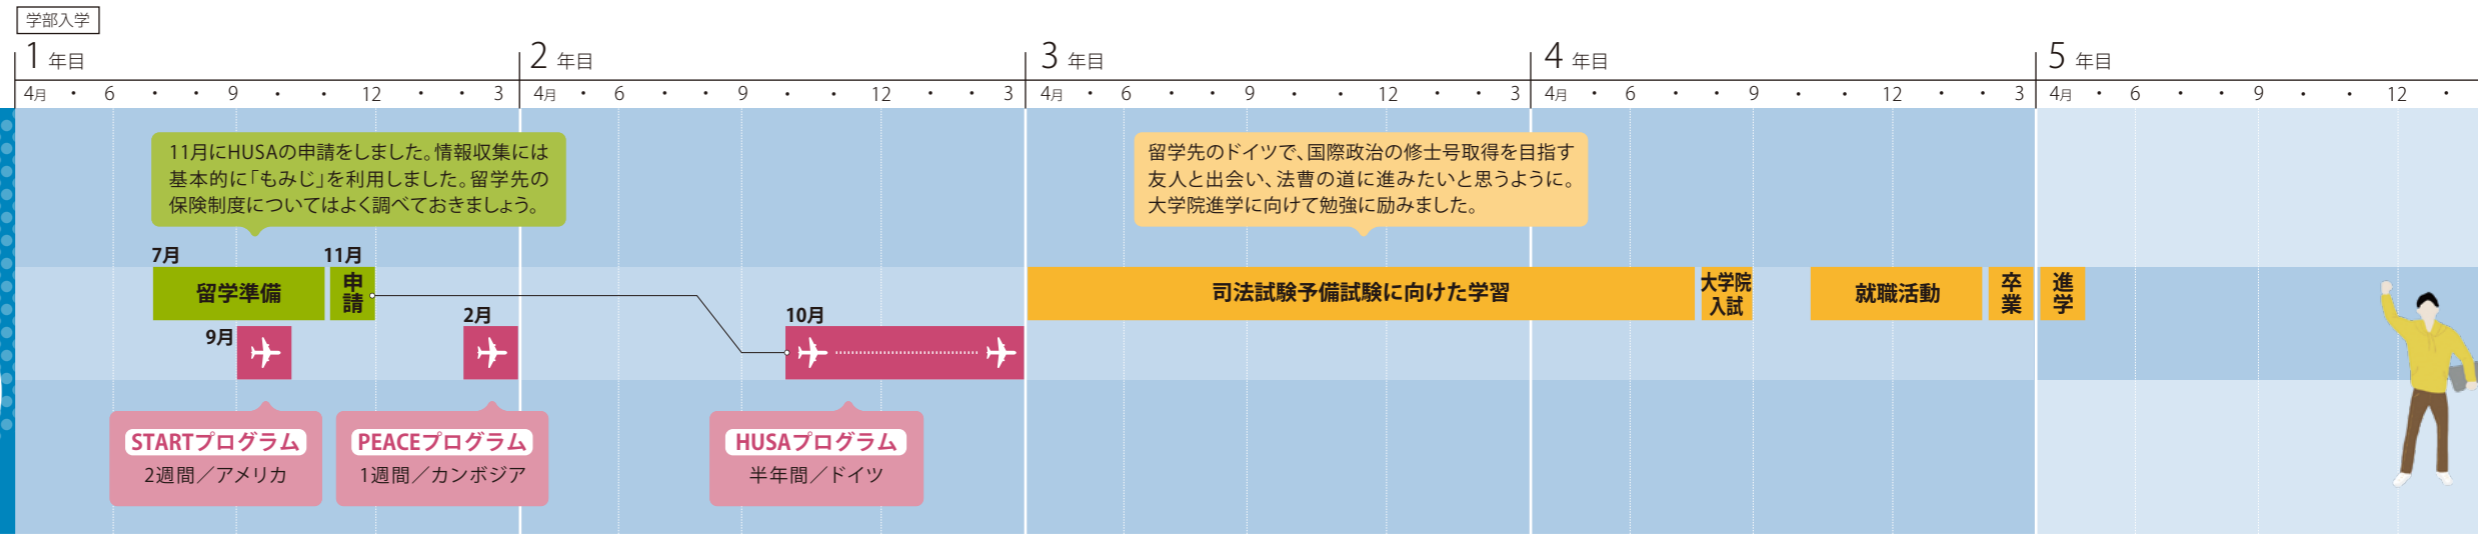 学部入学
1 年目
2 年目
3 年目
4 年目
5 年目
4月 ・ 6 ・ ・ 9 ・ ・ 12 ・ ・ 3
4月 ・ 6 ・ ・ 9 ・ ・ 12 ・ ・ 3
4月 ・ 6 ・ ・ 9 ・ ・ 12 ・ ・ 3
4月 ・ 6 ・ ・ 9 ・ ・ 12 ・ ・ 3
4月 ・ 6 ・ ・ 9 ・ ・ 12 ・
11月にHUSAの申請をしました。情報収集には
基本的に「もみじ」を利用しました。留学先の
保険制度についてはよく調べておきましょう。
留学先のドイツで、国際政治の修士号取得を目指す
友人と出会い、法曹の道に進みたいと思うように。
大学院進学に向けて勉強に励みました。
7月
留学準備
11月
申請
司法試験予備試験に向けた学習
大学院
入試
就職活動
卒業
進学
9月
2月
10月
STARTプログラム
2週間／アメリカ
PEACEプログラム
1週間／カンボジア
HUSAプログラム
半年間／ドイツ